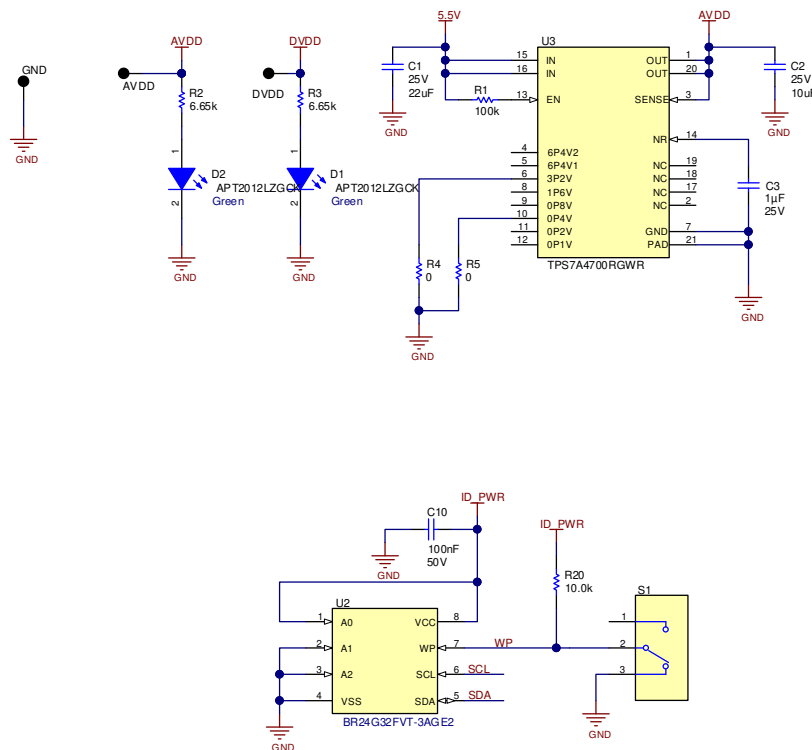 GND
GND
AVDD
AVDD
R2
6.65k
1
D2
APT2012LZGCK
Green
2
GND
DVDD
DVDD
R3
6.65k
1
D1
APT2012LZGCK
Green
2
GND
5.5V
C1
25V
22uF
GND
R1
100k
U3
15 IN OUT 1
16 IN OUT 20
13 EN SENSE 3
NR 14
4 6P4V2
5 6P4V1 NC 19
6 3P2V NC 18
8 1P6V NC 17
9 0P8V NC 2
10 0P4V
11 0P2V GND 7
12 0P1V PAD 21
TPS7A4700RGWR
AVDD
C2
25V
10uF
GND
C3
1µF
25V
GND
R4
0
R5
0
GND
ID_PWR
C10
100nF
50V
GND
U2
1 A0 VCC 8
2 A1 WP 7
3 A2 SCL 6
4 VSS SDA 5
BR24G32FVT-3AGE2
GND
WP
SCL
SDA
ID_PWR
R20
10.0k
S1
1
2
3
GND